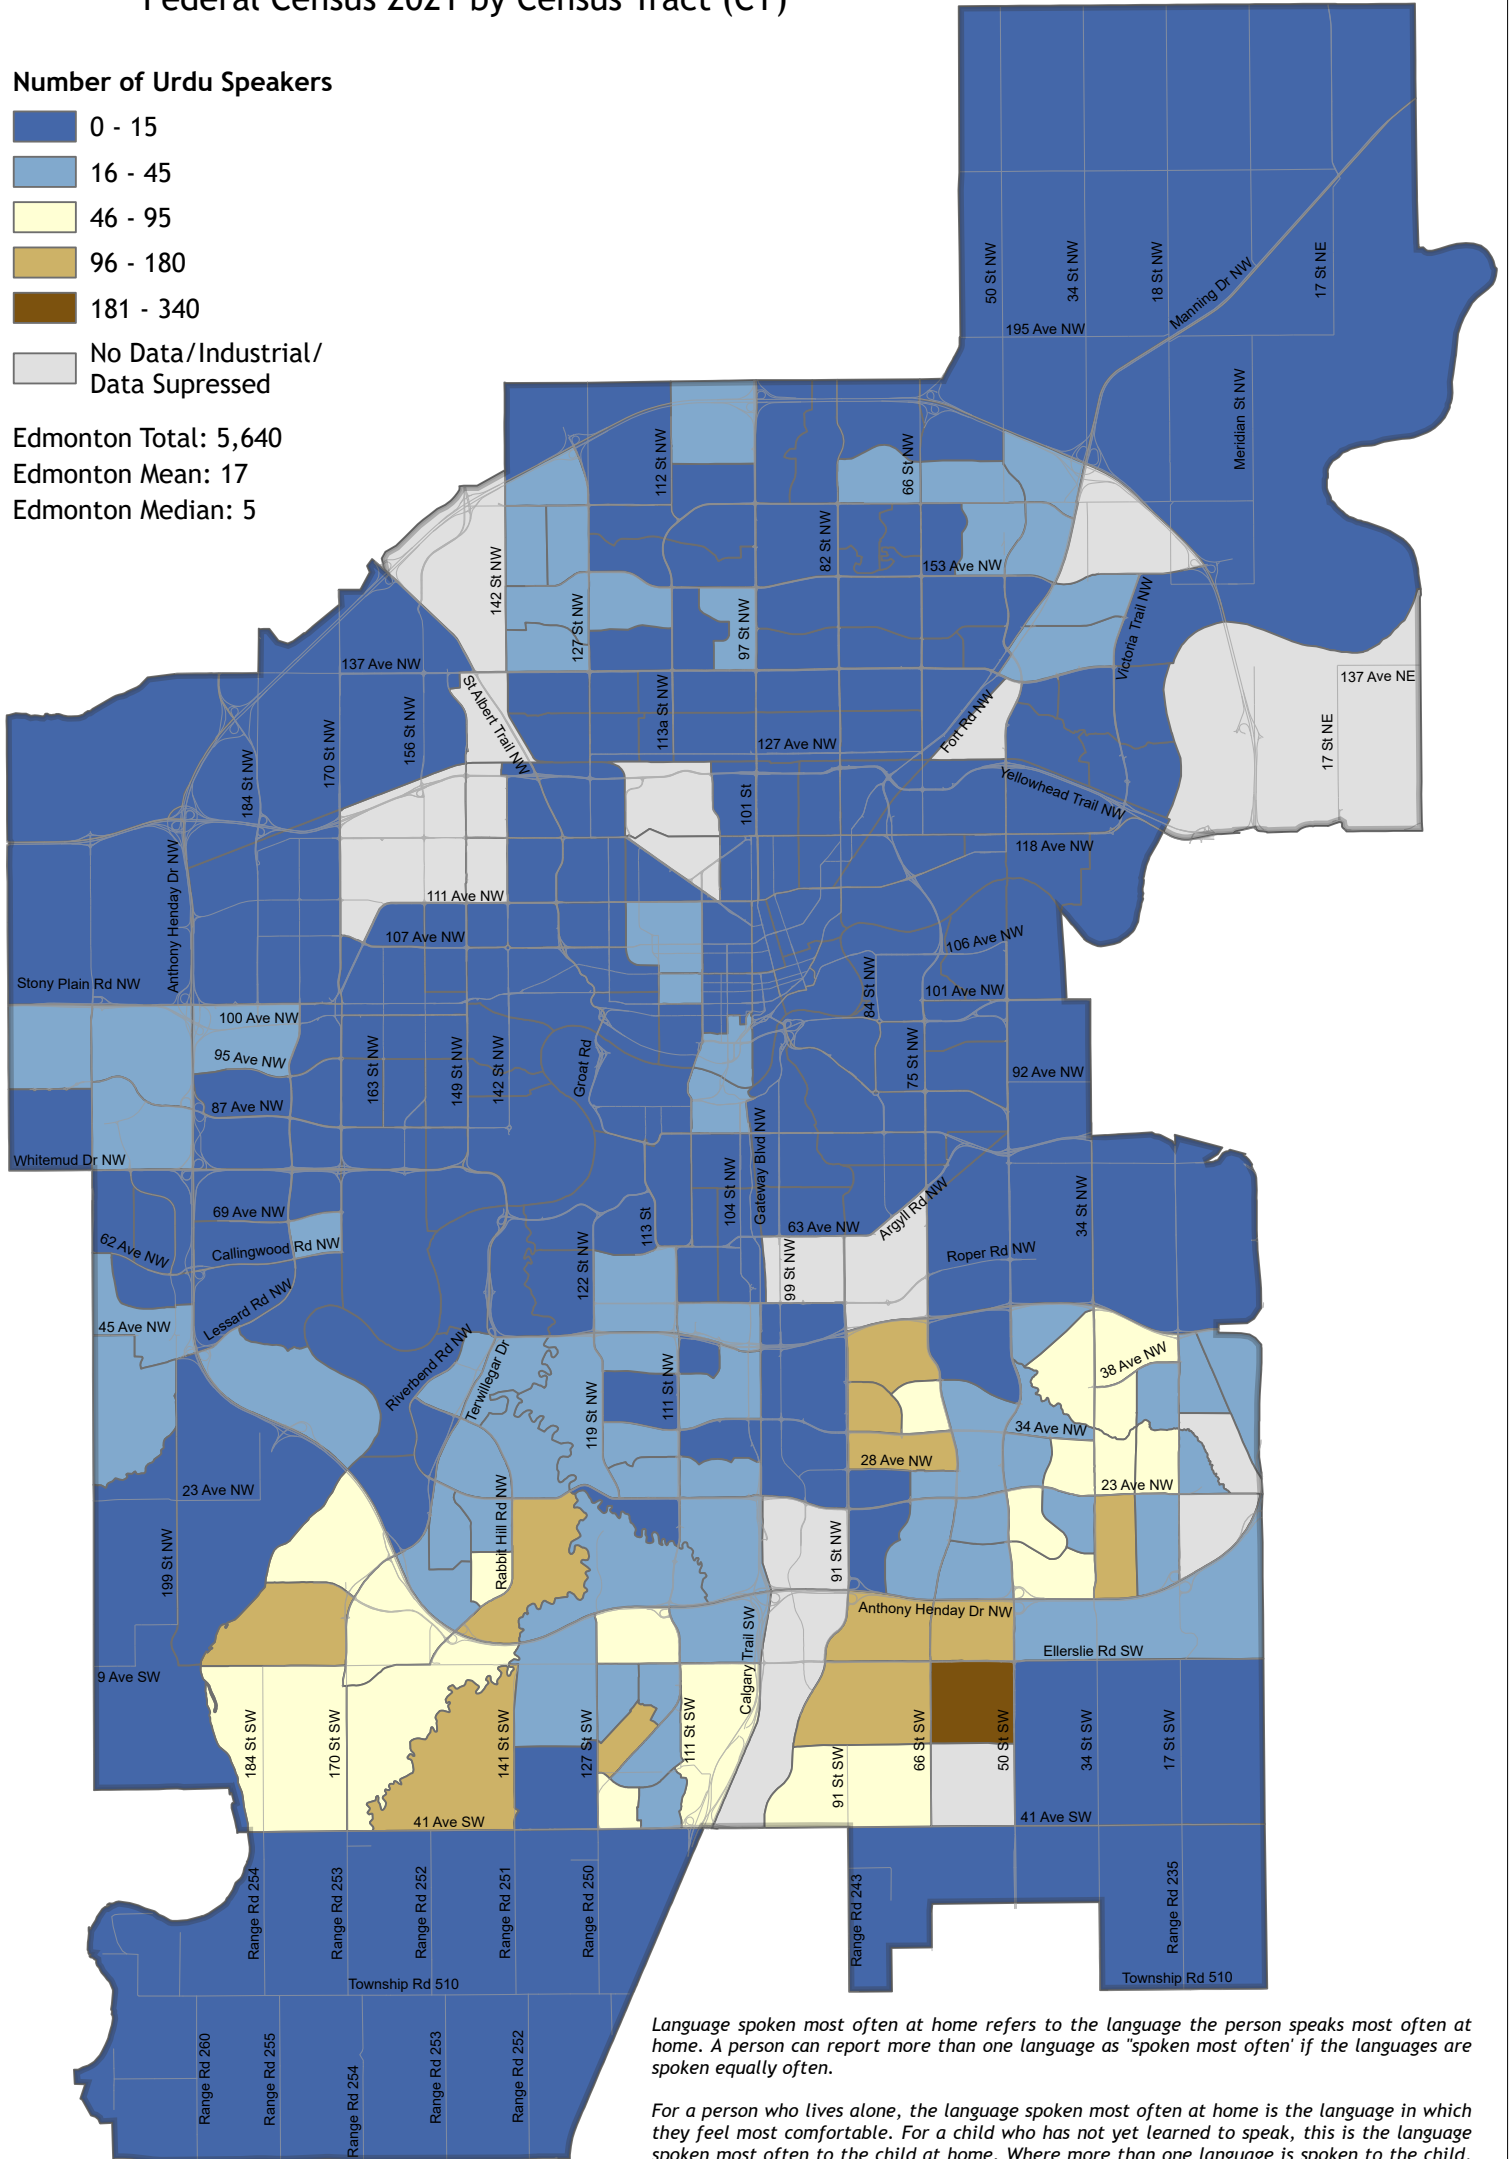 Federal Census 2021 by Census Tract (CT)
Number of Urdu Speakers
0 - 15
16 - 45
46 - 95
96 - 180
181 - 340
No Data/Industrial/
Data Supressed
Edmonton Total: 5,640
Edmonton Mean: 17
Edmonton Median: 5
50 St NW
34 St NW
18 St NW
Manning Dr NW
17 St NE
195 Ave NW
Meridian St NW
112 St NW
66 St NW
82 St NW
142 St NW
153 Ave NW
127 St NW
97 St NW
Victoria Trail NW
137 Ave NW
137 Ave NE
St Albert Trail NW
113a St NW
156 St NW
170 St NW
184 St NW
127 Ave NW
Fort Rd NW
17 St NE
Yellowhead Trail NW
101 St
118 Ave NW
Anthony Henday Dr NW
111 Ave NW
107 Ave NW
106 Ave NW
Stony Plain Rd NW
84 St NW
101 Ave NW
100 Ave NW
95 Ave NW
163 St NW
149 St NW
142 St NW
Groat Rd
75 St NW
92 Ave NW
87 Ave NW
Gateway Blvd NW
Whitemud Dr NW
104 St NW
34 St NW
69 Ave NW
113 St
63 Ave NW
Argyll Rd NW
62 Ave NW
Callingwood Rd NW
122 St NW
99 St NW
Roper Rd NW
Lessard Rd NW
45 Ave NW
Riverbend Rd NW
Terwillegar Dr
38 Ave NW
119 St NW
111 St NW
34 Ave NW
28 Ave NW
23 Ave NW
23 Ave NW
Rabbit Hill Rd NW
199 St NW
91 St NW
Anthony Henday Dr NW
Calgary Trail SW
Ellerslie Rd SW
9 Ave SW
184 St SW
170 St SW
141 St SW
127 St SW
111 St SW
91 St SW
66 St SW
50 St SW
34 St SW
17 St SW
41 Ave SW
41 Ave SW
Range Rd 254
Range Rd 253
Range Rd 252
Range Rd 251
Range Rd 250
Range Rd 243
Range Rd 235
Township Rd 510
Township Rd 510
Range Rd 260
Range Rd 255
Range Rd 254
Range Rd 253
Range Rd 252
Language spoken most often at home refers to the language the person speaks most often at
home. A person can report more than one language as "spoken most often' if the languages are
spoken equally often.
For a person who lives alone, the language spoken most often at home is the language in which
they feel most comfortable. For a child who has not yet learned to speak, this is the language
spoken most often to the child at home. Where more than one language is spoken to the child,